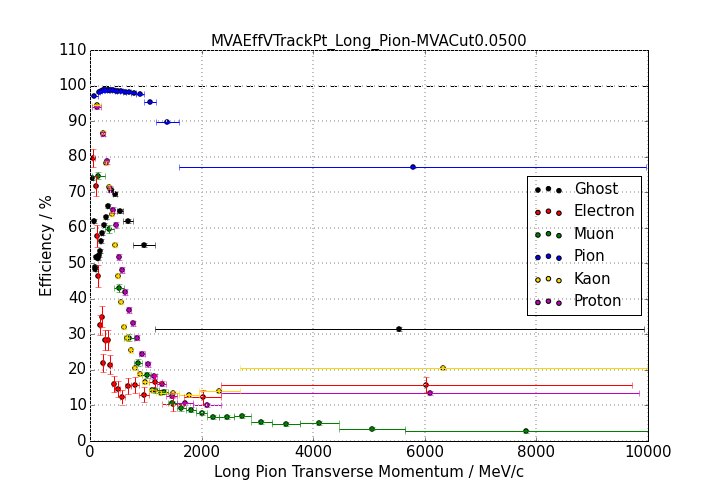 MVAEffVTrackPt_Long_Pion-MVACut0.0500
110
100
90
80
70
60
50
40
30
20
10
0
Efficiency / %
Ghost
Electron
Muon
Pion
Kaon
Proton
0 2000 4000 6000 8000 10000
Long Pion Transverse Momentum / MeV/c